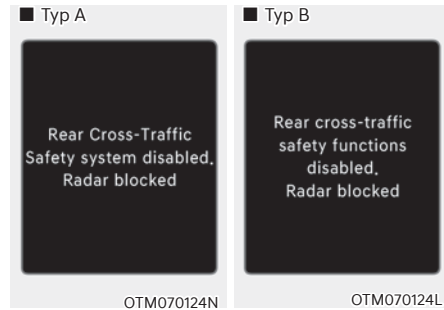 ■ Typ A
Rear Cross-Traffic
Safety system disabled.
Radar blocked
OTM070124N
■ Typ B
Rear cross-traffic
safety functions
disabled.
Radar blocked
OTM070124L